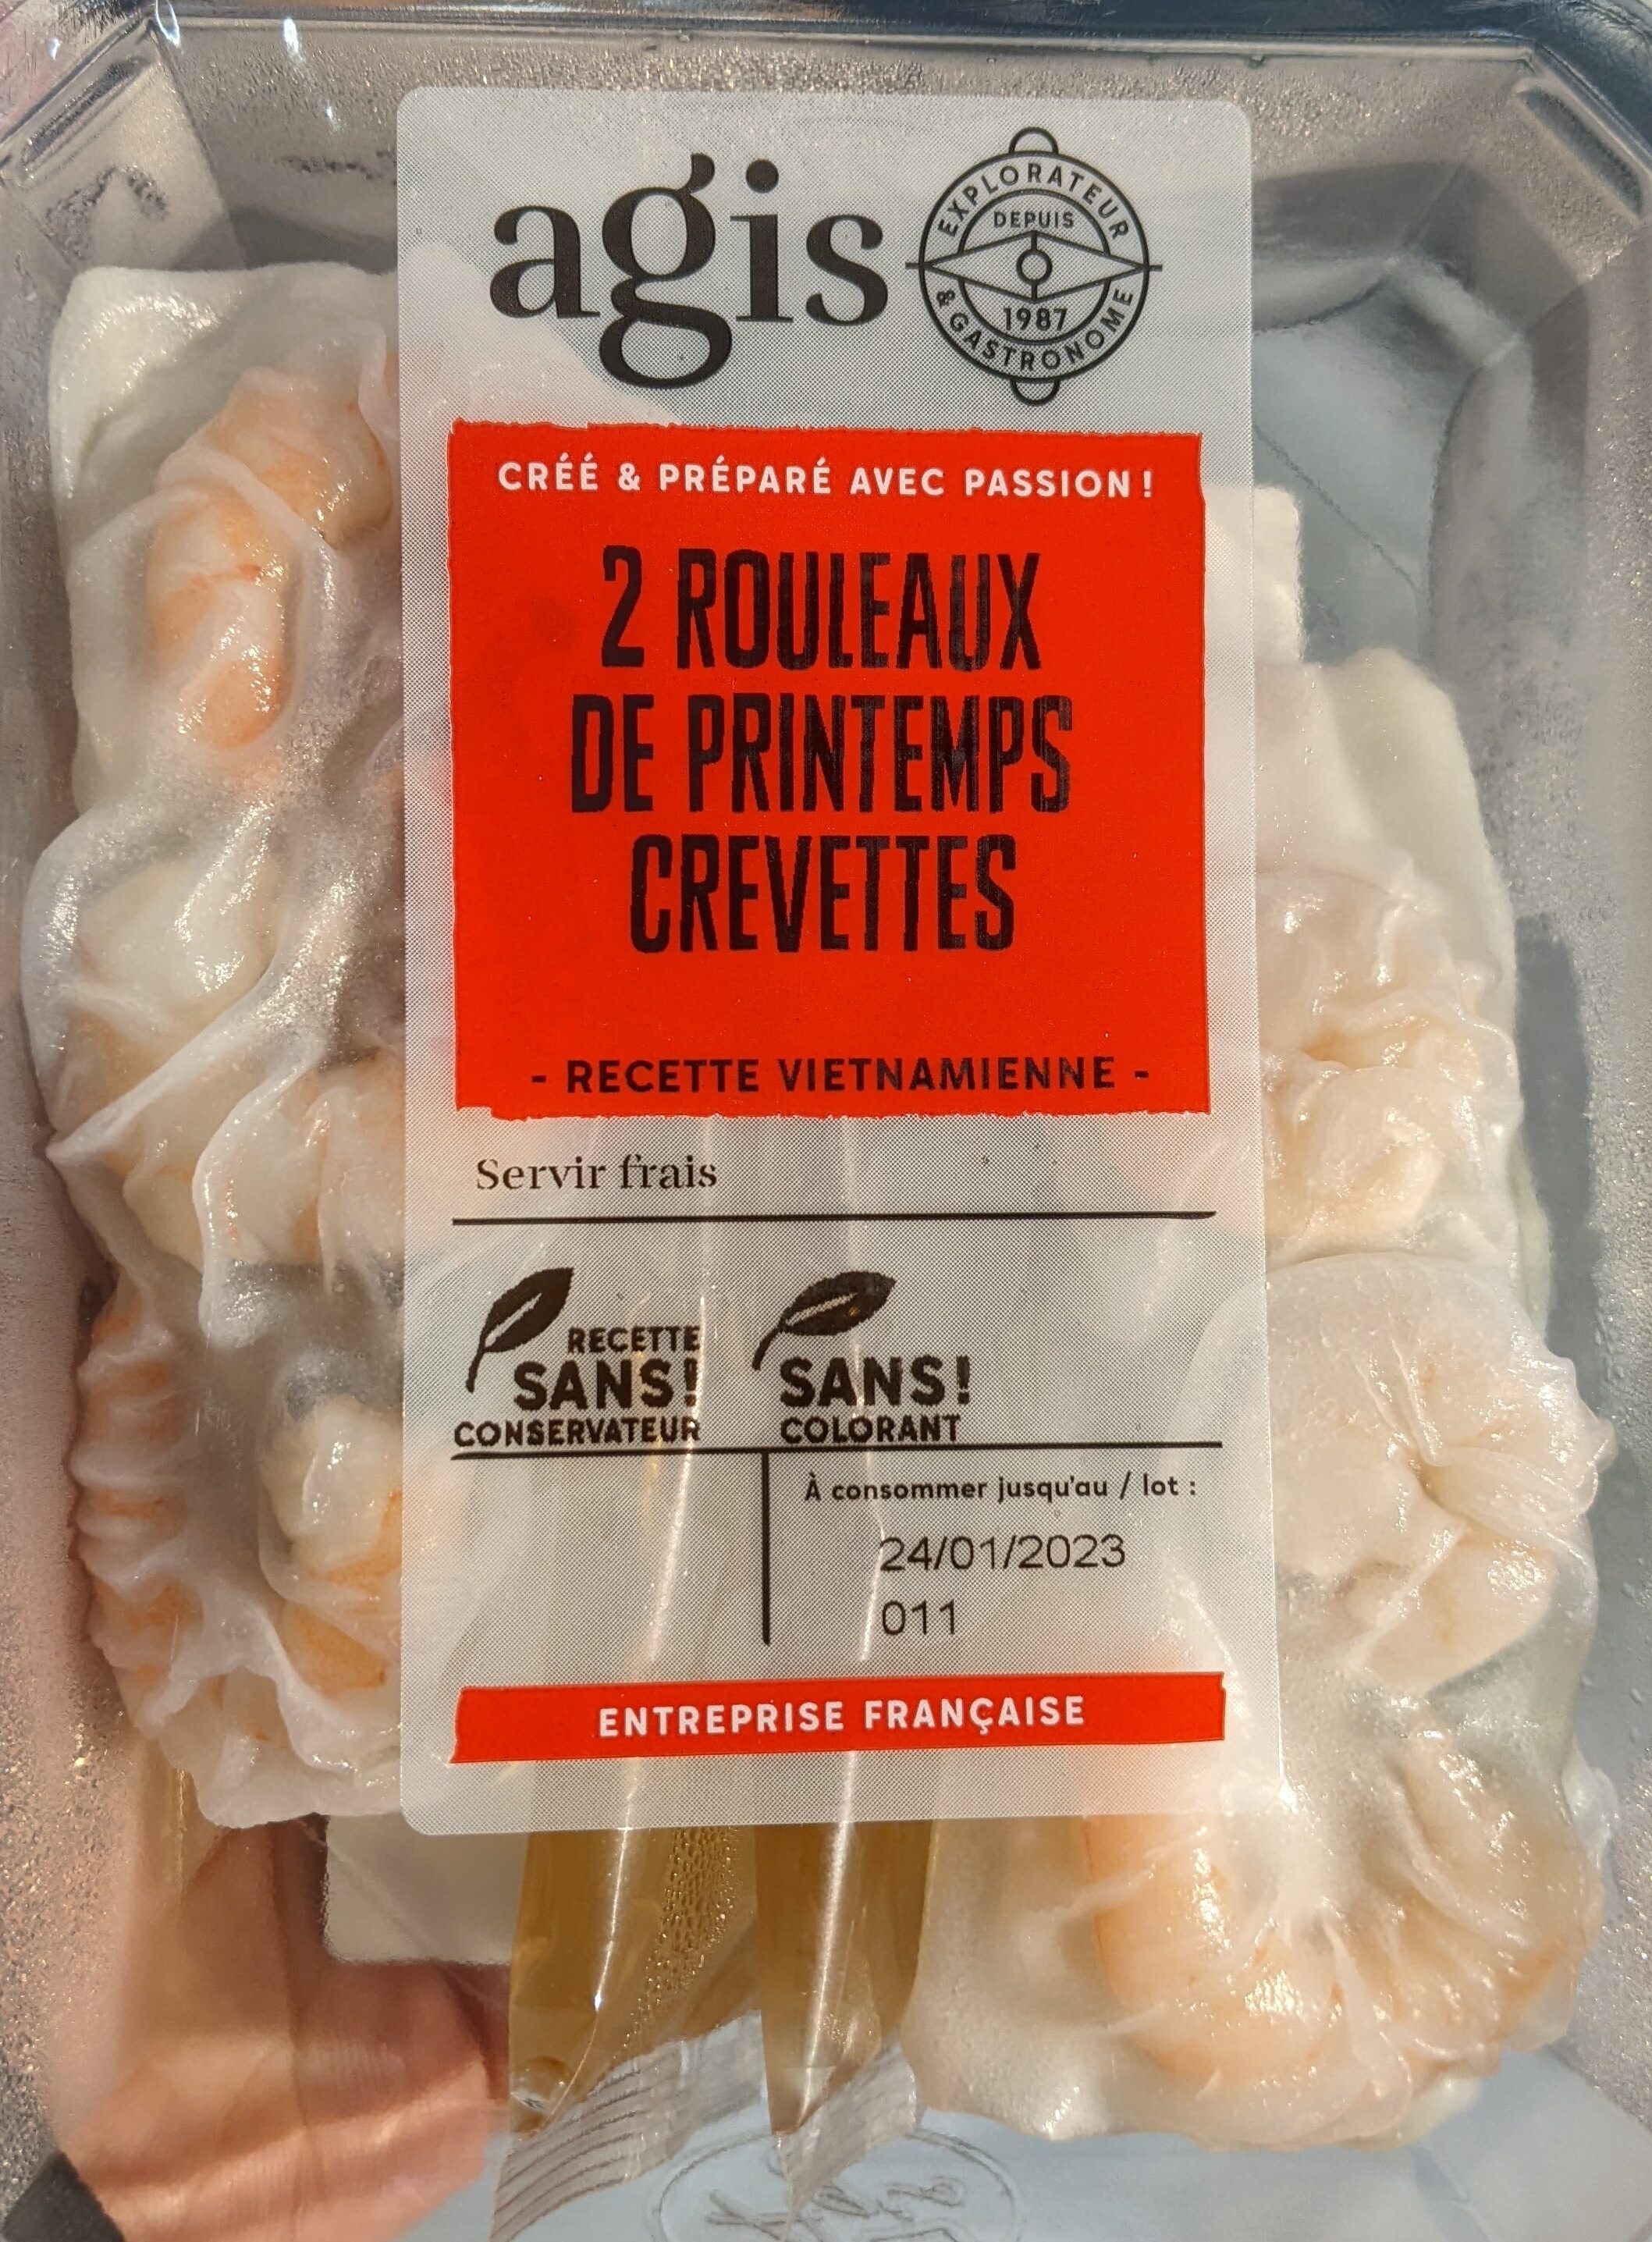 agis
EXPLORATEUR
DEPUIS
1987
& GASTRONOME
CRÉÉ & PRÉPARÉ AVEC PASSION !
2 ROULEAUX
DE PRINTEMPS
CREVETTES
- RECETTE VIETNAMIENNE -
Servir frais
RECETTE
SANS!
CONSERVATEUR
SANS!
COLORANT
À consommer jusqu'au / lot :
24/01/2023
011
ENTREPRISE FRANÇAISE